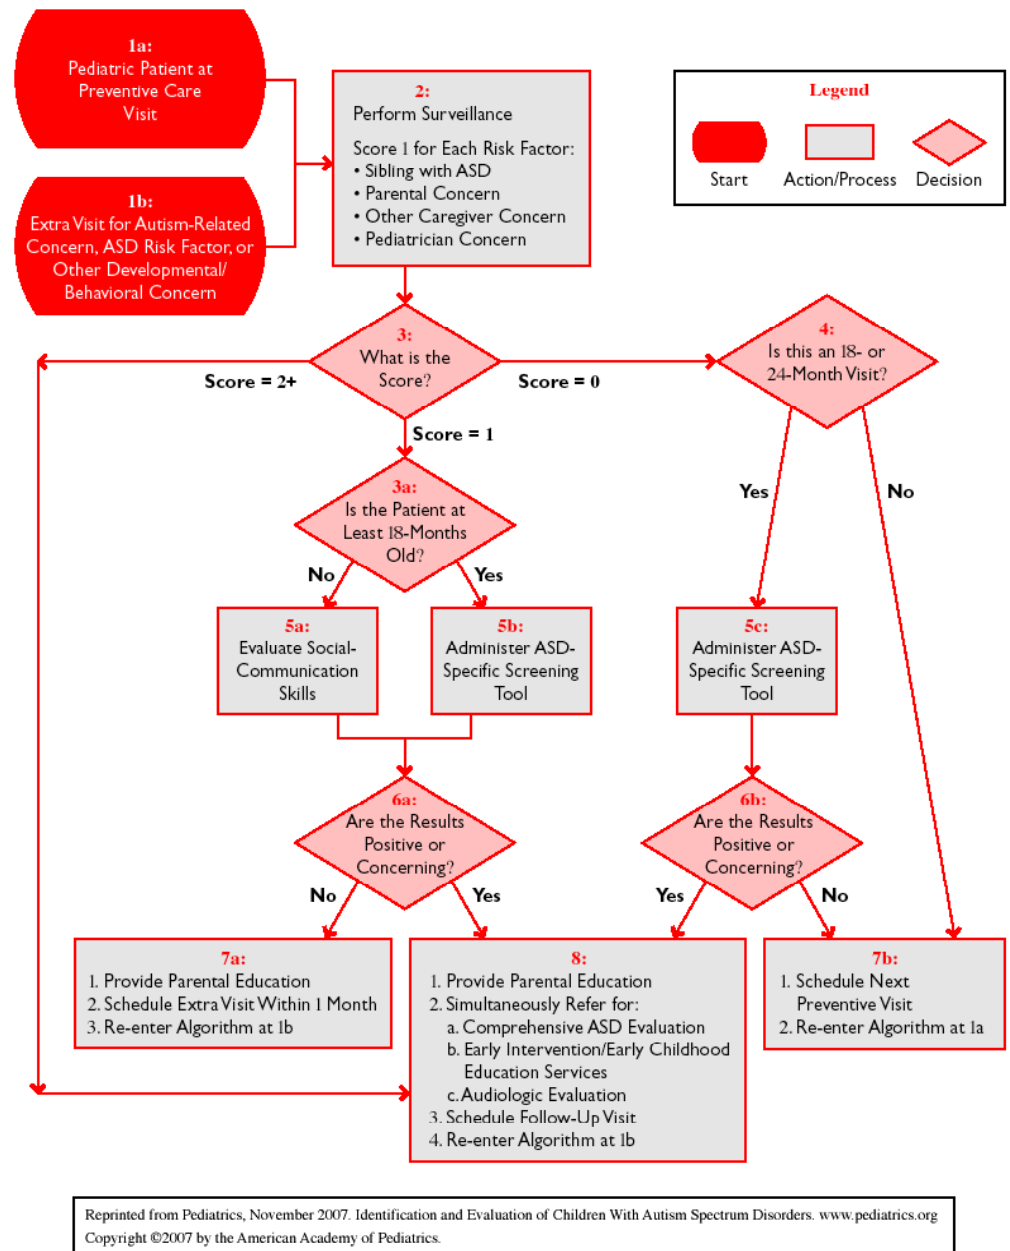 1a:
Pediatric Patient at
Preventive Care
Visit
1b:
Extra Visit for Autism-Related
Concern, ASD Risk Factor, or
Other Developmental/
Behavioral Concern
2:
Perform Surveillance
Score 1 for Each Risk Factor:
• Sibling with ASD
• Parental Concern
• Other Caregiver Concern
• Pediatrician Concern
Legend
Start
Action/Process
Decision
3:
What is the
Score?
Score = 2+
Score = 0
Score = 1
4:
Is this an 18- or
24-Month Visit?
Yes
No
3a:
Is the Patient at
Least 18-Months
Old?
No
Yes
5a:
Evaluate Social-
Communication
Skills
5b:
Administer ASD-
Specific Screening
Tool
5c:
Administer ASD-
Specific Screening
Tool
6a:
Are the Results
Positive or
Concerning?
No
Yes
6b:
Are the Results
Positive or
Concerning?
Yes
No
7a:
1. Provide Parental Education
2. Schedule Extra Visit Within 1 Month
3. Re-enter Algorithm at 1b
8:
1. Provide Parental Education
2. Simultaneously Refer for:
a. Comprehensive ASD Evaluation
b. Early Intervention/Early Childhood
Education Services
c. Audiologic Evaluation
3. Schedule Follow-Up Visit
4. Re-enter Algorithm at 1b
7b:
1. Schedule Next
Preventive Visit
2. Re-enter Algorithm at 1a
Reprinted from Pediatrics, November 2007. Identification and Evaluation of Children With Autism Spectrum Disorders. www.pediatrics.org
Copyright ©2007 by the American Academy of Pediatrics.